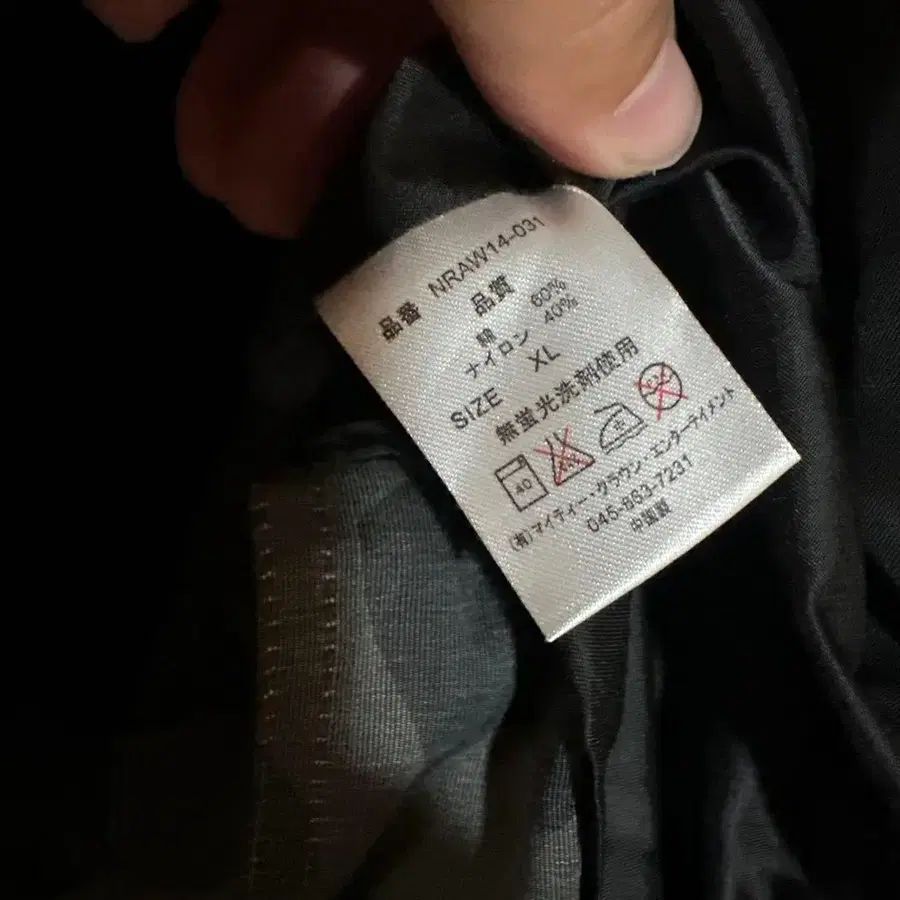 品番 NRAW14-031
品質
綿 60%
ナイロン 40%
SIZE XL
無蛍光洗剤使用
40
(有)マイティー・クラウン・エンターテイメント
045-663-7231
中国製